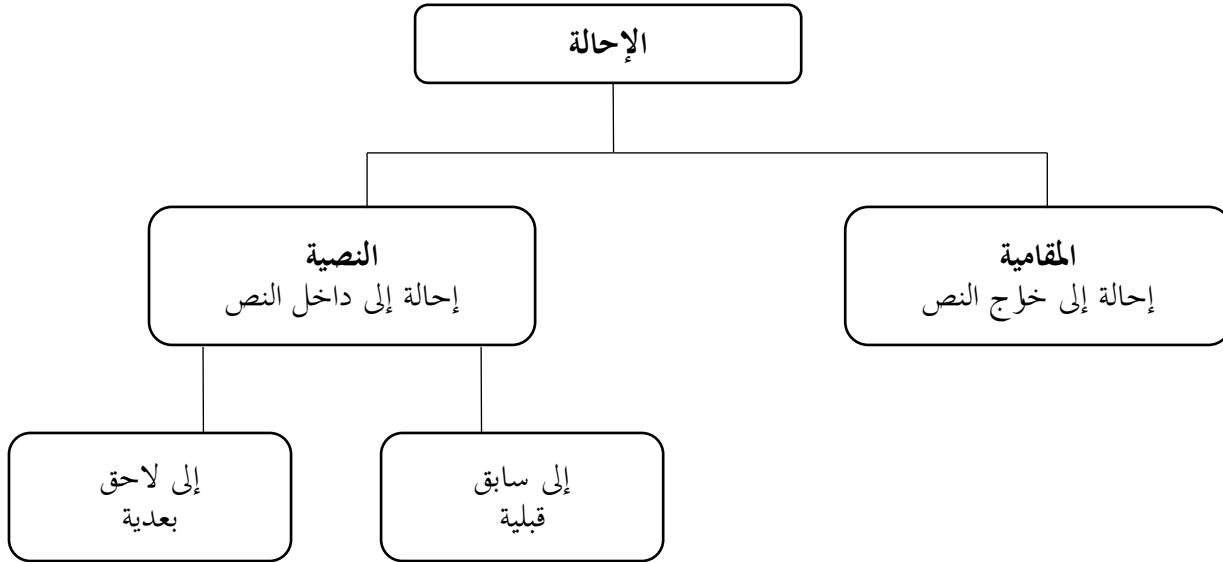 الإحالة
المقامية
إحالة إلى خارج النص
النصية
إحالة إلى داخل النص
إلى سابق
قبلية
إلى لاحق
بعدية